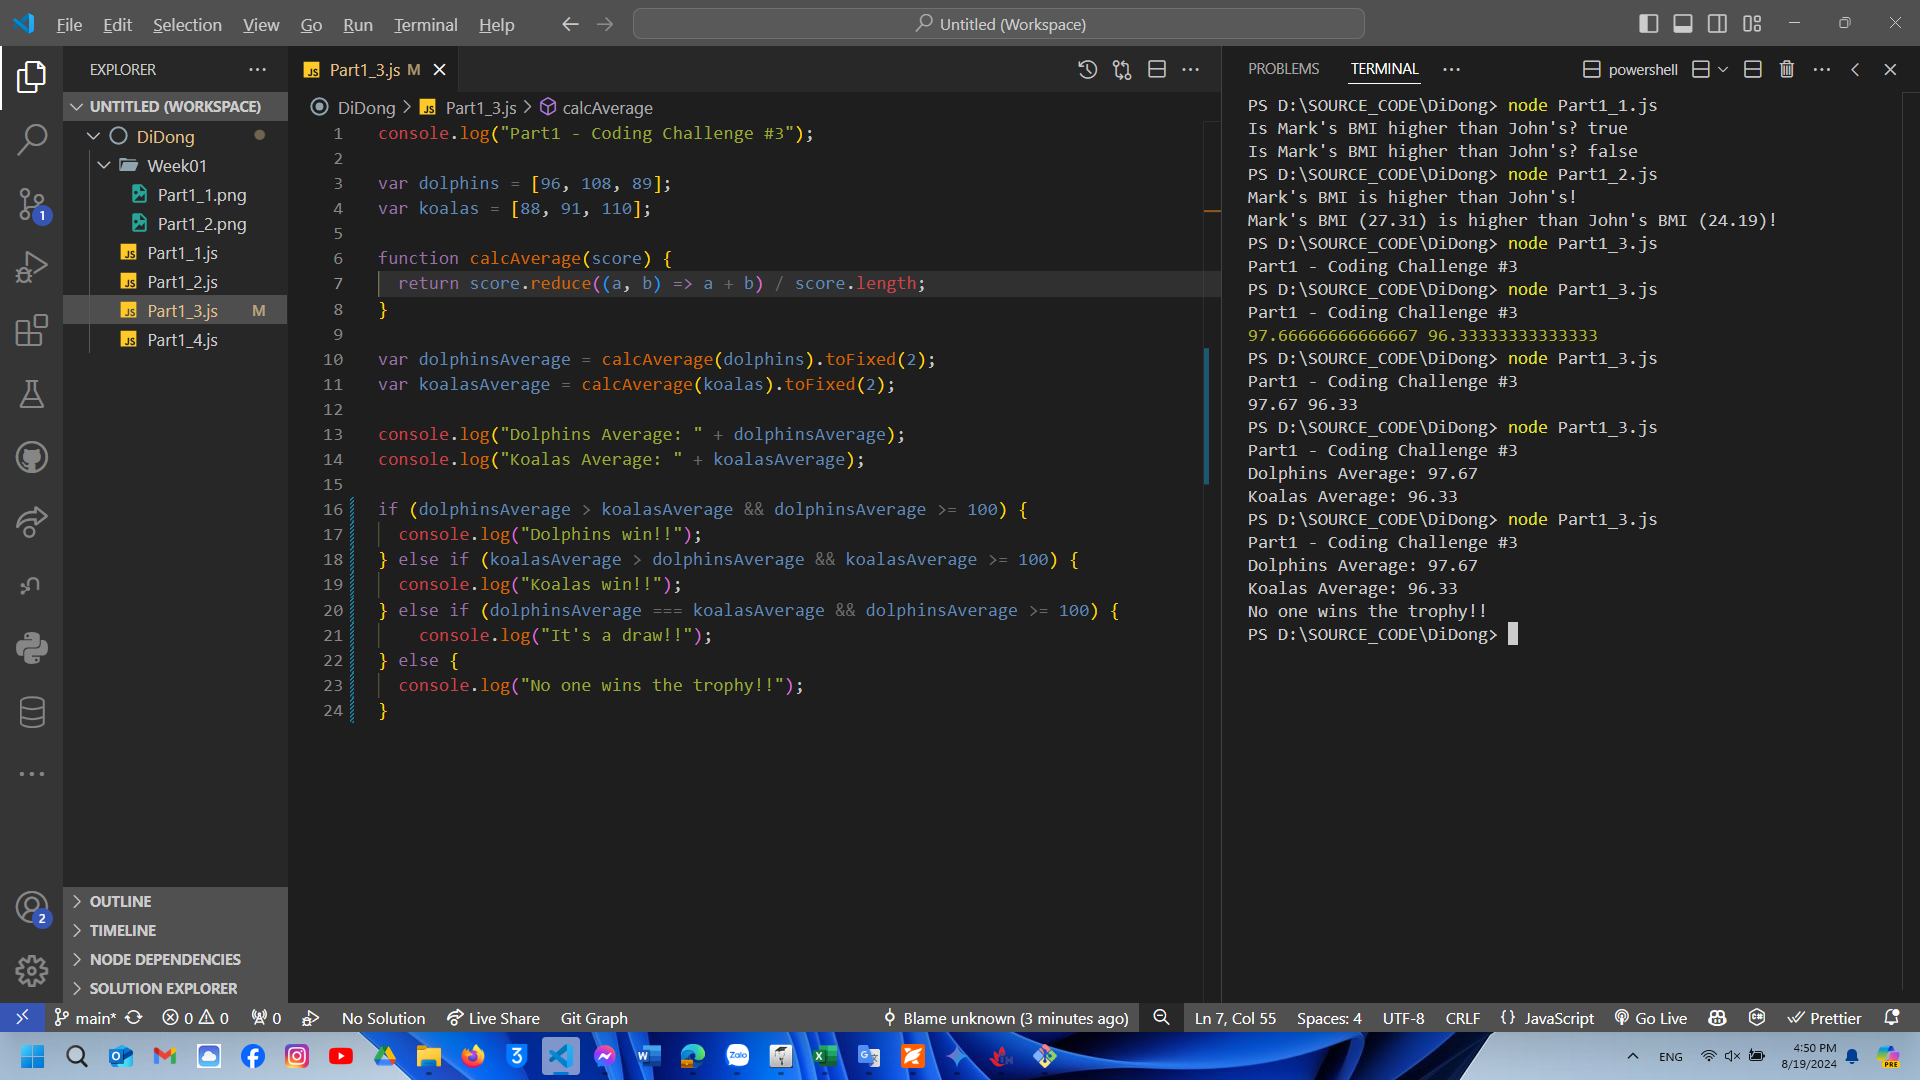 File Edit Selection View Go Run Terminal Help
Untitled (Workspace)
EXPLORER
UNTITLED (WORKSPACE)
DiDong
Week01
Part1_1.png
Part1_2.png
JS Part1_1.js
JS Part1_2.js
JS Part1_3.js M
JS Part1_4.js
OUTLINE
TIMELINE
NODE DEPENDENCIES
SOLUTION EXPLORER
1
2
JS Part1_3.js M
DiDong > JS Part1_3.js > calcAverage
1 console.log("Part1 - Coding Challenge #3");
2
3 var dolphins = [96, 108, 89];
4 var koalas = [88, 91, 110];
5
6 function calcAverage(score) {
7 return score.reduce((a, b) => a + b) / score.length;
8 }
9
10 var dolphinsAverage = calcAverage(dolphins).toFixed(2);
11 var koalasAverage = calcAverage(koalas).toFixed(2);
12
13 console.log("Dolphins Average: " + dolphinsAverage);
14 console.log("Koalas Average: " + koalasAverage);
15
16 if (dolphinsAverage > koalasAverage && dolphinsAverage >= 100) {
17 console.log("Dolphins win!!");
18 } else if (koalasAverage > dolphinsAverage && koalasAverage >= 100) {
19 console.log("Koalas win!!");
20 } else if (dolphinsAverage === koalasAverage && dolphinsAverage >= 100) {
21 console.log("It's a draw!!");
22 } else {
23 console.log("No one wins the trophy!!");
24 }
PROBLEMS TERMINAL
powershell
PS D:\SOURCE_CODE\DiDong> node Part1_1.js
Is Mark's BMI higher than John's? true
Is Mark's BMI higher than John's? false
PS D:\SOURCE_CODE\DiDong> node Part1_2.js
Mark's BMI is higher than John's!
Mark's BMI (27.31) is higher than John's BMI (24.19)!
PS D:\SOURCE_CODE\DiDong> node Part1_3.js
Part1 - Coding Challenge #3
PS D:\SOURCE_CODE\DiDong> node Part1_3.js
Part1 - Coding Challenge #3
97.66666666666667 96.33333333333333
PS D:\SOURCE_CODE\DiDong> node Part1_3.js
Part1 - Coding Challenge #3
97.67 96.33
PS D:\SOURCE_CODE\DiDong> node Part1_3.js
Part1 - Coding Challenge #3
Dolphins Average: 97.67
Koalas Average: 96.33
PS D:\SOURCE_CODE\DiDong> node Part1_3.js
Part1 - Coding Challenge #3
Dolphins Average: 97.67
Koalas Average: 96.33
No one wins the trophy!!
PS D:\SOURCE_CODE\DiDong>
main* 0 0 0 No Solution Live Share Git Graph Blame unknown (3 minutes ago) Ln 7, Col 55 Spaces: 4 UTF-8 CRLF {} JavaScript Go Live Prettier
Zalo
ENG
4:50 PM
8/19/2024
PRE